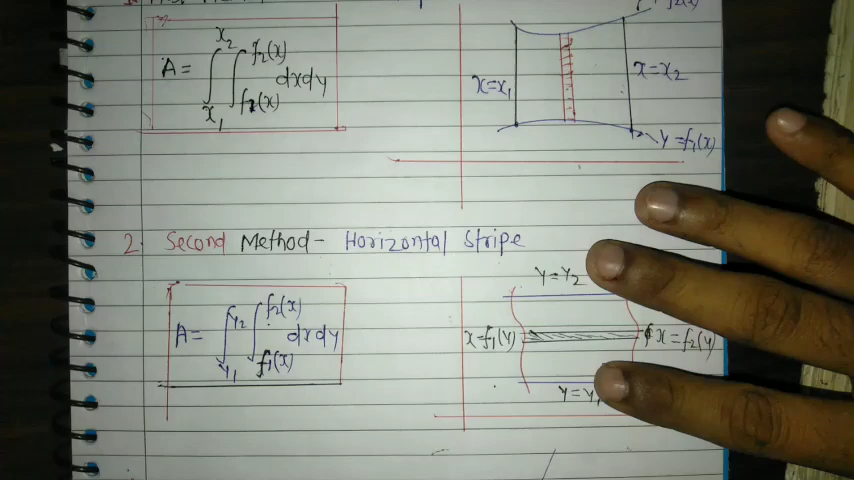 x₂ f₂(x)
A = ∫ ∫ dxdy
x₁ f₁(x)
x=x₁
x=x₂
y=f₁(x)
2. Second Method - Horizontal Stripe
y₂ f₂(x)
A = ∫ ∫ dxdy
y₁ f₁(x)
y=y₂
x=f₁(y)
x=f₂(y)
y=y₁